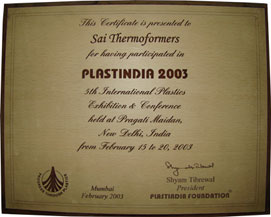 This Certificate is presented to
Sai Thermoformers
for having participated in
PLASTINDIA 2003
5th International Plastics
Exhibition & Conference
held at Pragati Maidan,
New Delhi, India
from February 15 to 20, 2003
Mumbai
February 2003
Shyam Tibrewal
President
PLASTINDIA FOUNDATION